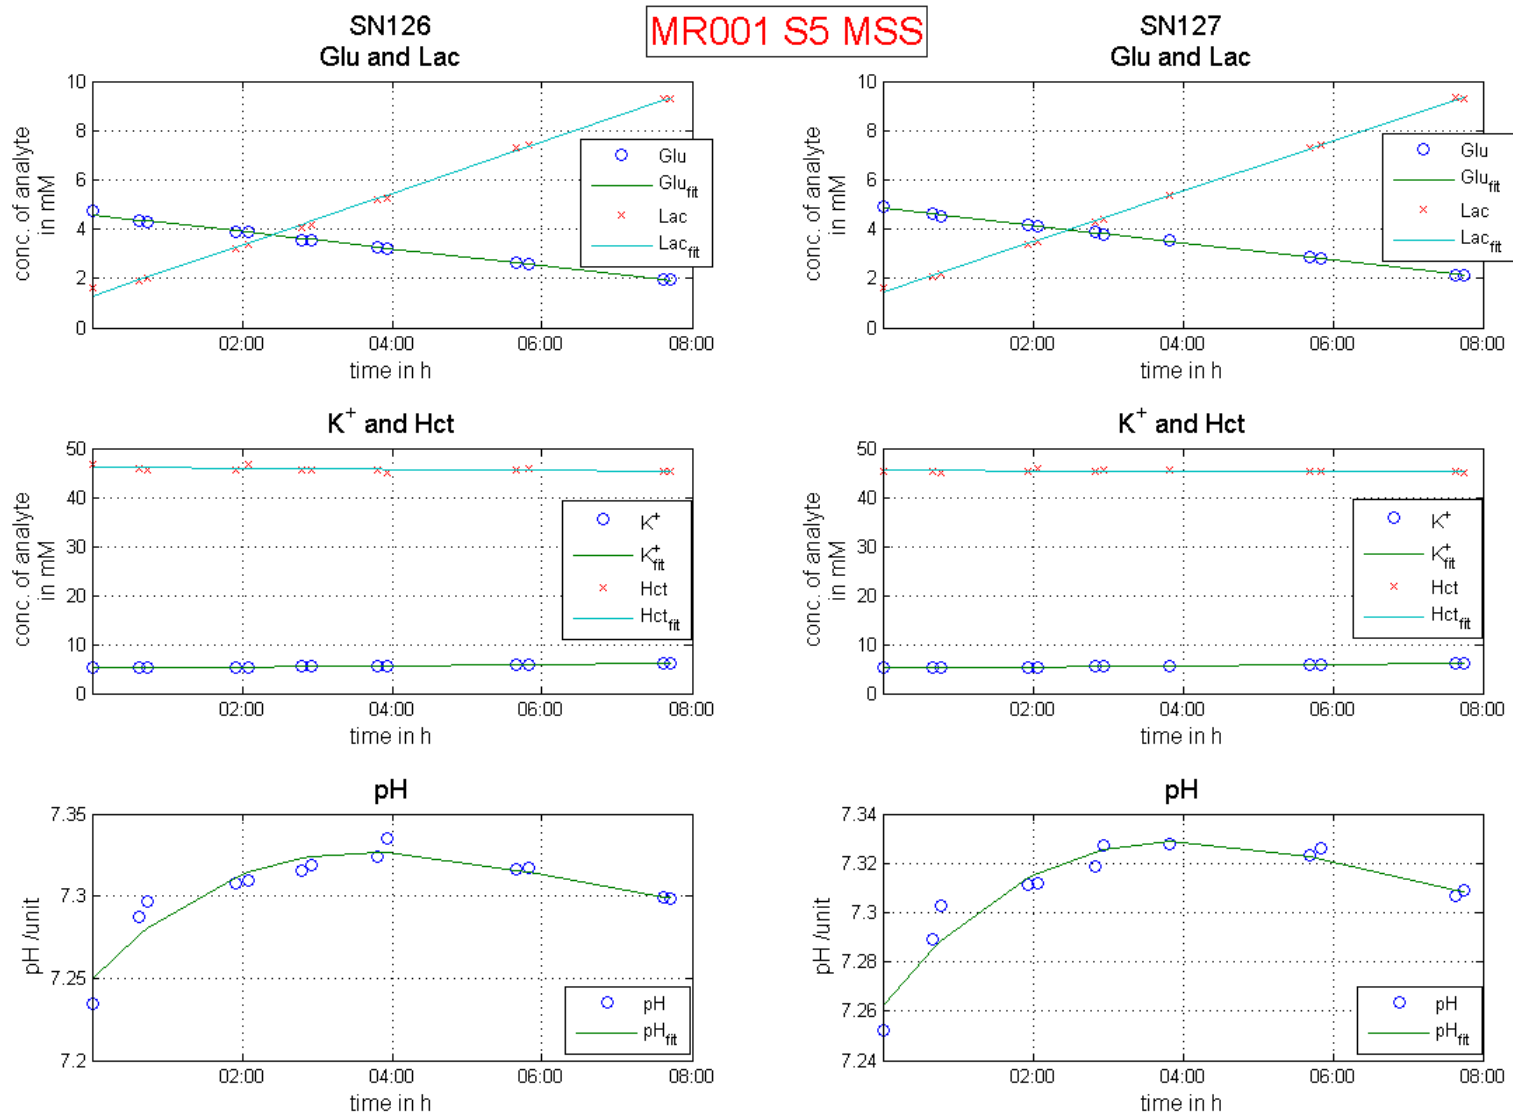 MR001 S5 MSS
SN126
Glu and Lac
conc. of analyte
in mM
10
8
6
4
2
0
02:00
04:00
06:00
08:00
time in h
Glu
Glu_fit
Lac
Lac_fit
SN127
Glu and Lac
conc. of analyte
in mM
10
8
6
4
2
0
02:00
04:00
06:00
08:00
time in h
Glu
Glu_fit
Lac
Lac_fit
K⁺ and Hct
conc. of analyte
in mM
50
40
30
20
10
0
02:00
04:00
06:00
08:00
time in h
K⁺
K⁺_fit
Hct
Hct_fit
K⁺ and Hct
conc. of analyte
in mM
50
40
30
20
10
0
02:00
04:00
06:00
08:00
time in h
K⁺
K⁺_fit
Hct
Hct_fit
pH
pH /unit
7.35
7.3
7.25
7.2
02:00
04:00
06:00
08:00
time in h
pH
pH_fit
pH
pH /unit
7.34
7.32
7.3
7.28
7.26
7.24
02:00
04:00
06:00
08:00
time in h
pH
pH_fit